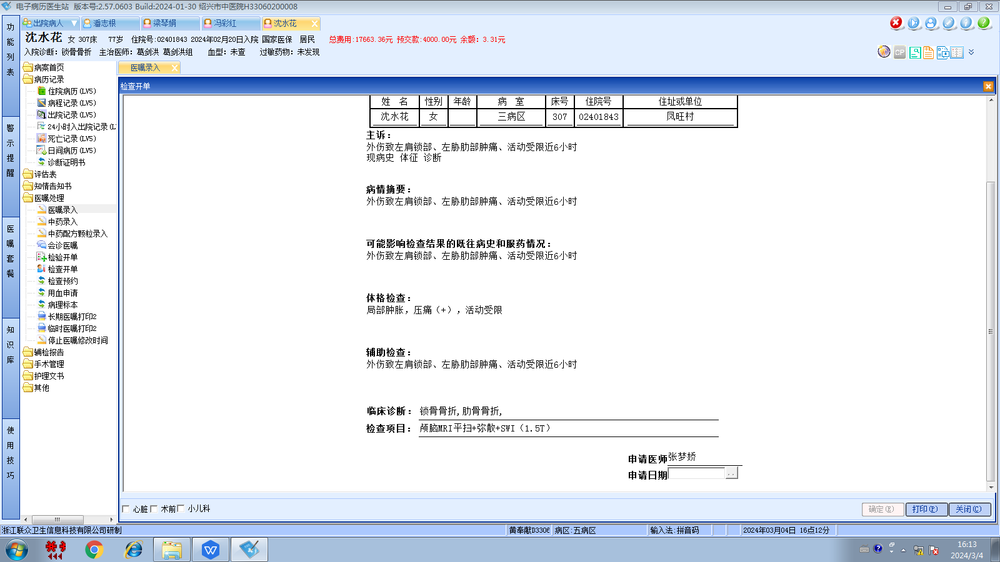 电子病历医生站 版本号:2.57.0603 Build:2024-01-30 绍兴市中医院H33060200008
出院病人 潘志根 梁琴娟 冯彩红 沈水花
沈水花 女 307床 77岁 住院号:02401843 2024年02月20日入院 国家医保 居民 总费用:17663.36元 预交款:4000.00元 余额: 3.31元
入院诊断: 锁骨骨折 主治医师: 葛剑洪 葛剑洪组 血型: 未查 过敏药物: 未发现
CP
功能列表
警示提醒
医嘱套餐
知识库
使用技巧
病案首页
病历记录
住院病历(LV5)
病程记录(LV5)
出院记录(LV5)
24小时入出院记录(L
死亡记录(LV5)
日间病历(LV5)
诊断证明书
评估表
知情告知书
医嘱处理
医嘱录入
中药录入
中药配方颗粒录入
会诊医嘱
检验开单
检查开单
检查预约
用血申请
病理标本
长期医嘱打印2
临时医嘱打印2
停止医嘱修改时间
辅检报告
手术管理
护理文书
其他
医嘱录入
检查开单
姓 名 性别 年龄 病 室 床号 住院号 住址或单位
沈水花 女 三病区 307 02401843 凤旺村
主诉:
外伤致左肩锁部、左胁肋部肿痛、活动受限近6小时
现病史 体征 诊断
病情摘要:
外伤致左肩锁部、左胁肋部肿痛、活动受限近6小时
可能影响检查结果的既往病史和服药情况:
外伤致左肩锁部、左胁肋部肿痛、活动受限近6小时
体格检查:
局部肿胀，压痛（+），活动受限
辅助检查:
外伤致左肩锁部、左胁肋部肿痛、活动受限近6小时
临床诊断: 锁骨骨折,肋骨骨折,
检查项目: 颅脑MRI平扫+弥散+SWI（1.5T）
申请医师 张梦娇
申请日期 ..
心脏 术前 小儿科 确定(E) 打印(P) 关闭(C)
浙江联众卫生信息科技有限公司研制 黄奉献D330 病区:五病区 输入法:拼音码 2024年03月04日 16点12分
16:13
2024/3/4